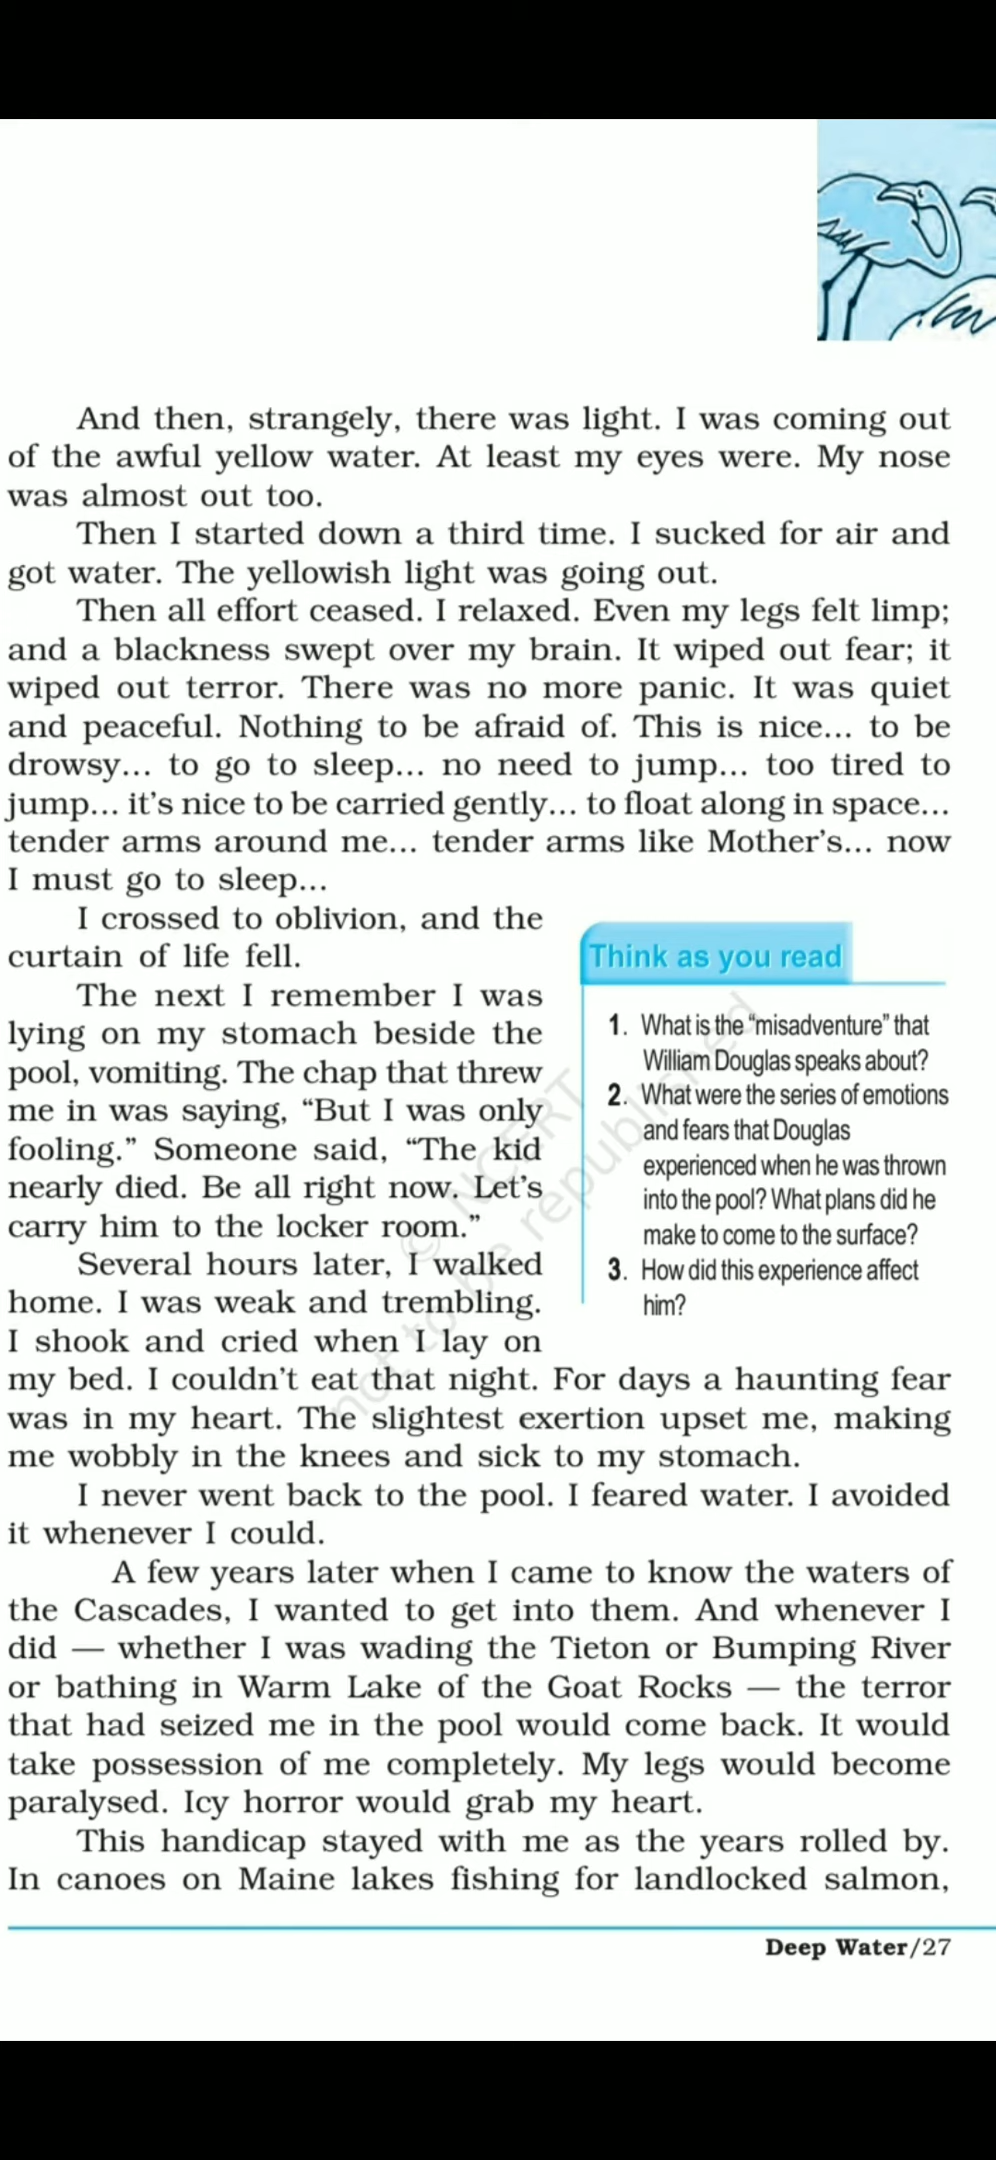 And then, strangely, there was light. I was coming out
of the awful yellow water. At least my eyes were. My nose
was almost out too.
Then I started down a third time. I sucked for air and
got water. The yellowish light was going out.
Then all effort ceased. I relaxed. Even my legs felt limp;
and a blackness swept over my brain. It wiped out fear; it
wiped out terror. There was no more panic. It was quiet
and peaceful. Nothing to be afraid of. This is nice... to be
drowsy... to go to sleep... no need to jump... too tired to
jump... it's nice to be carried gently... to float along in space...
tender arms around me... tender arms like Mother's... now
I must go to sleep...
I crossed to oblivion, and the
curtain of life fell.
The next I remember I was
lying on my stomach beside the
pool, vomiting. The chap that threw
me in was saying, “But I was only
fooling.” Someone said, “The kid
nearly died. Be all right now. Let's
carry him to the locker room.”
Several hours later, I walked
home. I was weak and trembling.
I shook and cried when I lay on
my bed. I couldn't eat that night. For days a haunting fear
was in my heart. The slightest exertion upset me, making
me wobbly in the knees and sick to my stomach.
I never went back to the pool. I feared water. I avoided
it whenever I could.
A few years later when I came to know the waters of
the Cascades, I wanted to get into them. And whenever I
did — whether I was wading the Tieton or Bumping River
or bathing in Warm Lake of the Goat Rocks — the terror
that had seized me in the pool would come back. It would
take possession of me completely. My legs would become
paralysed. Icy horror would grab my heart.
This handicap stayed with me as the years rolled by.
In canoes on Maine lakes fishing for landlocked salmon,
Think as you read
1. What is the “misadventure” that
William Douglas speaks about?
2. What were the series of emotions
and fears that Douglas
experienced when he was thrown
into the pool? What plans did he
make to come to the surface?
3. How did this experience affect
him?
© NCERT
not to be republished
Deep Water/27